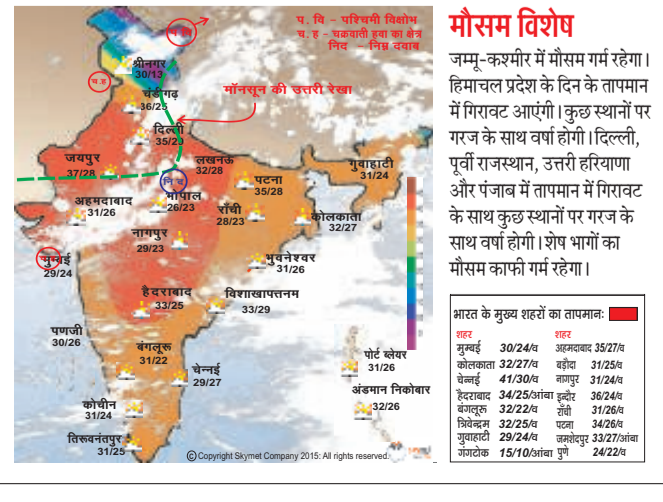 प. वि – पश्चिमी विक्षोभ
च. ह – चक्रवाती हवा का क्षेत्र
निद – निम्न दवाब
श्रीनगर
30/13
च.ह
चंडीगढ़
36/25
मॉनसून की उत्तरी रेखा
दिल्ली
35/29
जयपुर
37/28
लखनऊ
32/28
गुवाहाटी
31/24
पटना
35/28
नि द
भोपाल
26/23
अहमदाबाद
31/26
राँची
28/23
कोलकाता
32/27
नागपुर
29/23
मुम्बई
29/24
भुवनेश्वर
31/26
हैदराबाद
33/25
विशाखापत्तनम
33/29
पणजी
30/26
बंगलूरू
31/22
चेन्नई
29/27
पोर्ट ब्लेयर
31/26
अंडमान निकोबार
32/26
कोचीन
31/24
तिरूवनंतपुर
31/25
© Copyright Skymet Company 2015: All rights reserved.
मौसम विशेष
जम्मू-कश्मीर में मौसम गर्म रहेगा।
हिमाचल प्रदेश के दिन के तापमान
में गिरावट आएंगी। कुछ स्थानों पर
गरज के साथ वर्षा होगी। दिल्ली,
पूर्वी राजस्थान, उत्तरी हरियाणा
और पंजाब में तापमान में गिरावट
के साथ कुछ स्थानों पर गरज के
साथ वर्षा होगी। शेष भागों का
मौसम काफी गर्म रहेगा।
भारत के मुख्य शहरों का तापमान:
शहर शहर
मुम्बई 30/24/व अहमदाबाद 35/27/व
कोलकाता 32/27/व बड़ौदा 31/25/व
चेन्नई 41/30/व नागपुर 31/24/व
हैदराबाद 34/25/आंबा इन्दौर 36/24/व
बंगलूरू 32/22/व राँची 31/26/व
त्रिवेन्द्रम 32/25/व पटना 34/26/व
गुवाहाटी 29/24/व जमशेदपुर 33/27/आंबा
गंगटोक 15/10/आंबा पुणे 24/22/व